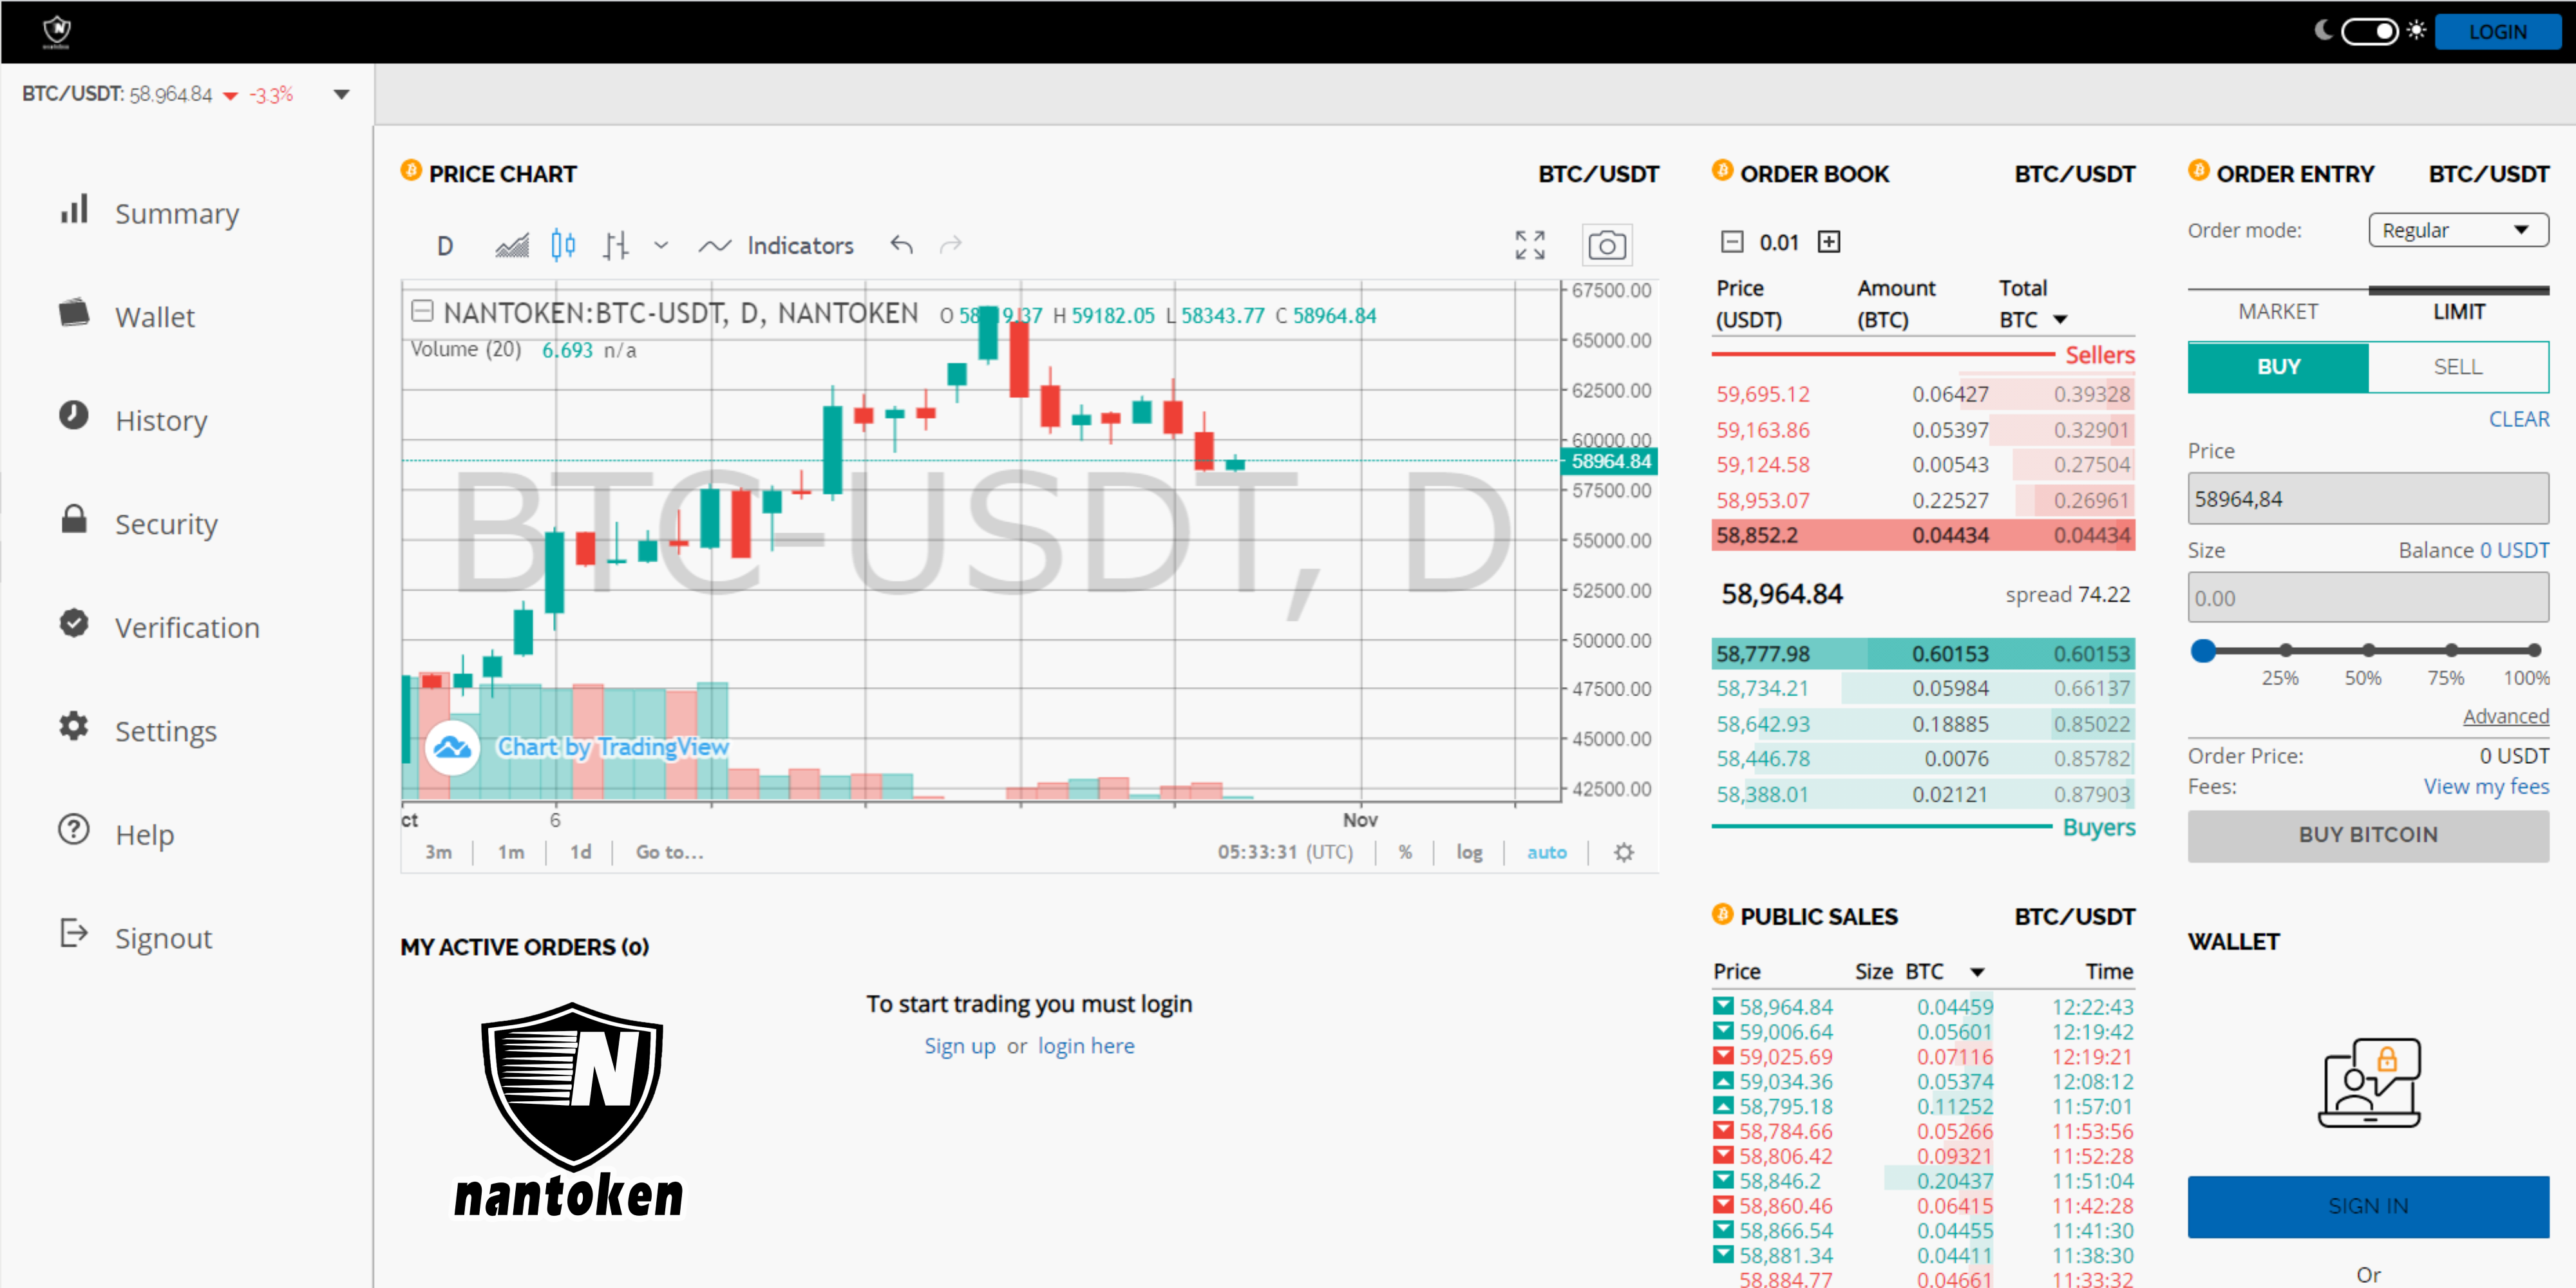 LOGIN
BTC/USDT: 58,964.84 -3.3%
Summary
Wallet
History
Security
Verification
Settings
Help
Signout
PRICE CHART BTC/USDT
D Indicators
NANTOKEN:BTC-USDT, D, NANTOKEN H 59182.05 L 58343.77 C 58964.84
Volume (20) 6.693 n/a
BTC-USDT, D
67500.00
65000.00
62500.00
60000.00
58964.84
57500.00
55000.00
52500.00
50000.00
47500.00
45000.00
42500.00
Chart by TradingView
ct 6 Nov
3m 1m 1d Go to... 05:33:31 (UTC) % log auto
MY ACTIVE ORDERS (0)
To start trading you must login
Sign up or login here
N
nantoken
ORDER BOOK BTC/USDT
0.01
Price Amount Total
(USDT) (BTC) BTC
Sellers
59,695.12 0.06427 0.39328
59,163.86 0.05397 0.32901
59,124.58 0.00543 0.27504
58,953.07 0.22527 0.26961
58,852.2 0.04434 0.04434
58,964.84 spread 74.22
58,777.98 0.60153 0.60153
58,734.21 0.05984 0.66137
58,642.93 0.18885 0.85022
58,446.78 0.0076 0.85782
58,388.01 0.02121 0.87903
Buyers
PUBLIC SALES BTC/USDT
Price Size BTC Time
58,964.84 0.04459 12:22:43
59,006.64 0.05601 12:19:42
59,025.69 0.07116 12:19:21
59,034.36 0.05374 12:08:12
58,795.18 0.11252 11:57:01
58,784.66 0.05266 11:53:56
58,806.42 0.09321 11:52:28
58,846.2 0.20437 11:51:04
58,860.46 0.06415 11:42:28
58,866.54 0.04455 11:41:30
58,881.34 0.04411 11:38:30
58,884.77 0.04661 11:33:32
ORDER ENTRY BTC/USDT
Order mode: Regular
MARKET LIMIT
BUY SELL
CLEAR
Price
58964,84
Size Balance 0 USDT
0.00
25% 50% 75% 100%
Advanced
Order Price: 0 USDT
Fees: View my fees
BUY BITCOIN
WALLET
SIGN IN
Or